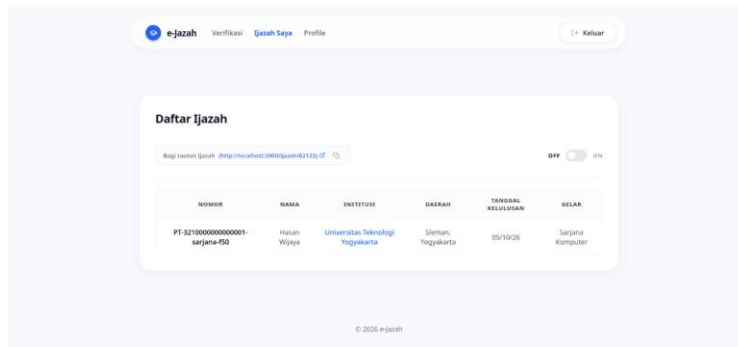 e-Jazah Verifikasi Ijazah Saya Profile Keluar
Daftar Ijazah
Bagi tautan Ijazah (http://localhost:3000/ijazah/62123) OFF ON
NOMOR NAMA INSTITUSI DAERAH TANGGAL KELULUSAN GELAR
PT-3210000000000001-sarjana-f50 Hasan Wijaya Universitas Teknologi Yogyakarta Sleman, Yogyakarta 05/10/26 Sarjana Komputer
© 2026 e-Jazah